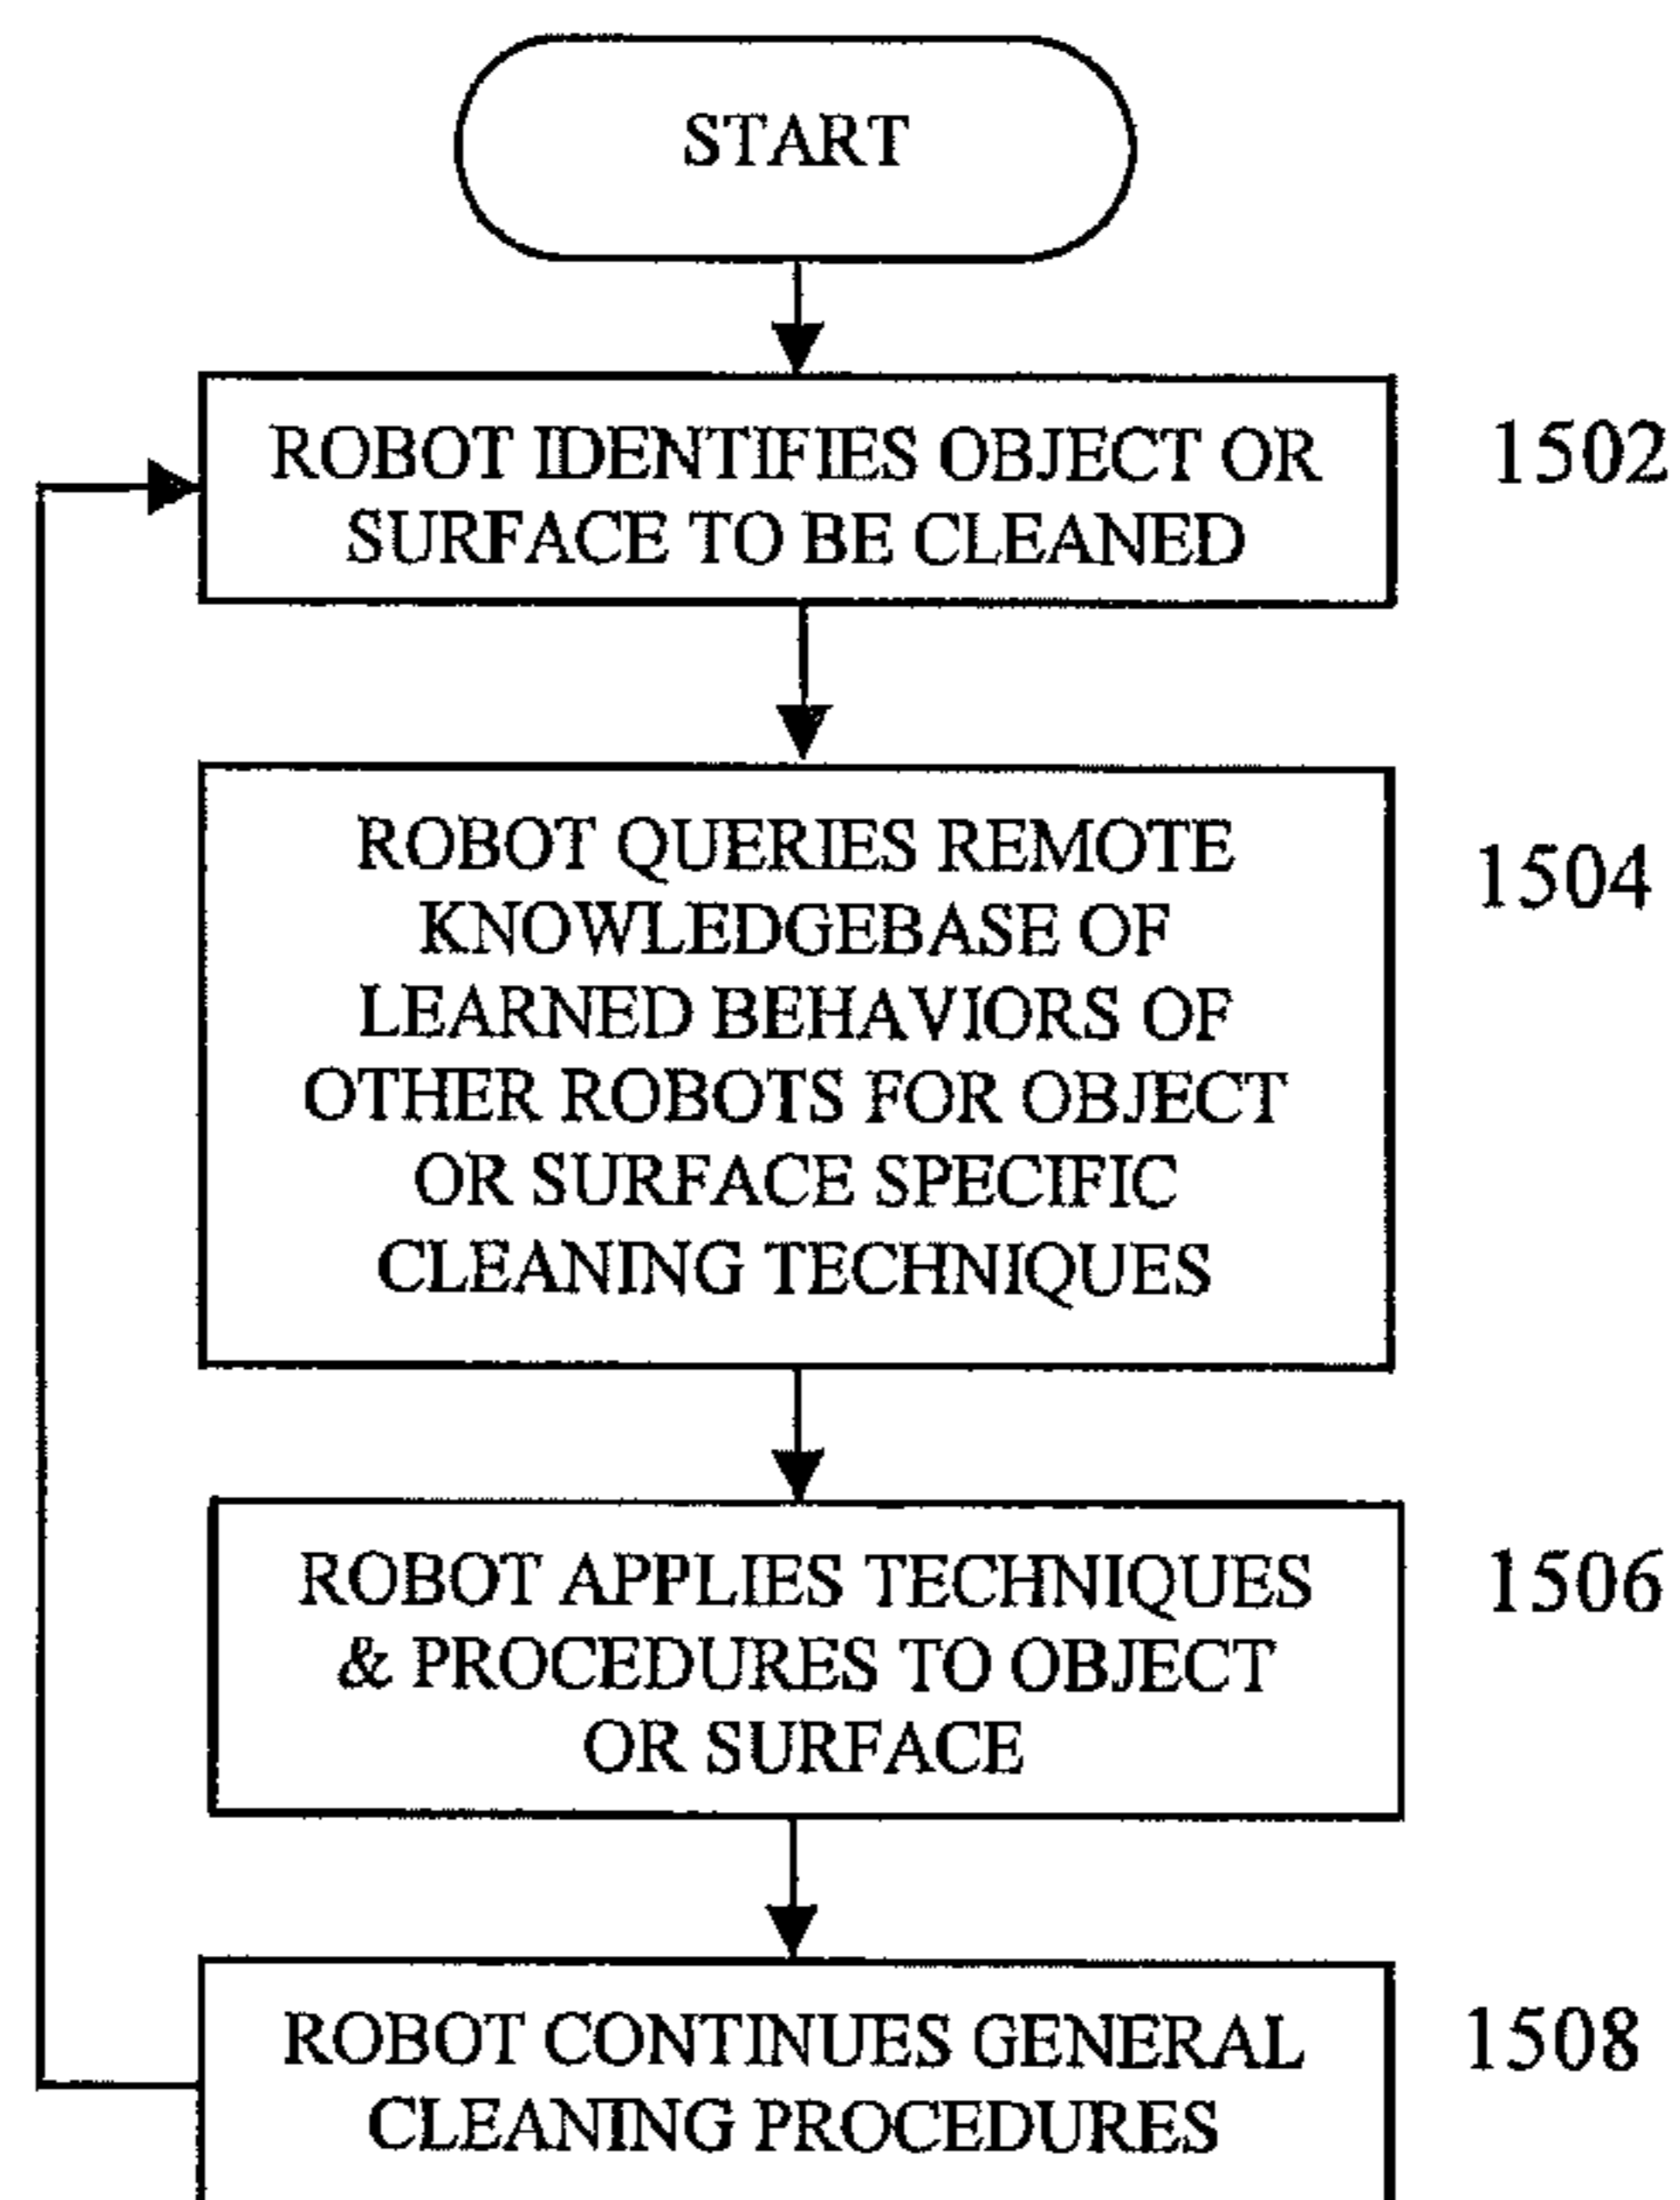 START
ROBOT IDENTIFIES OBJECT OR
SURFACE TO BE CLEANED
1502
ROBOT QUERIES REMOTE
KNOWLEDGEBASE OF
LEARNED BEHAVIORS OF
OTHER ROBOTS FOR OBJECT
OR SURFACE SPECIFIC
CLEANING TECHNIQUES
1504
ROBOT APPLIES TECHNIQUES
& PROCEDURES TO OBJECT
OR SURFACE
1506
ROBOT CONTINUES GENERAL
CLEANING PROCEDURES
1508